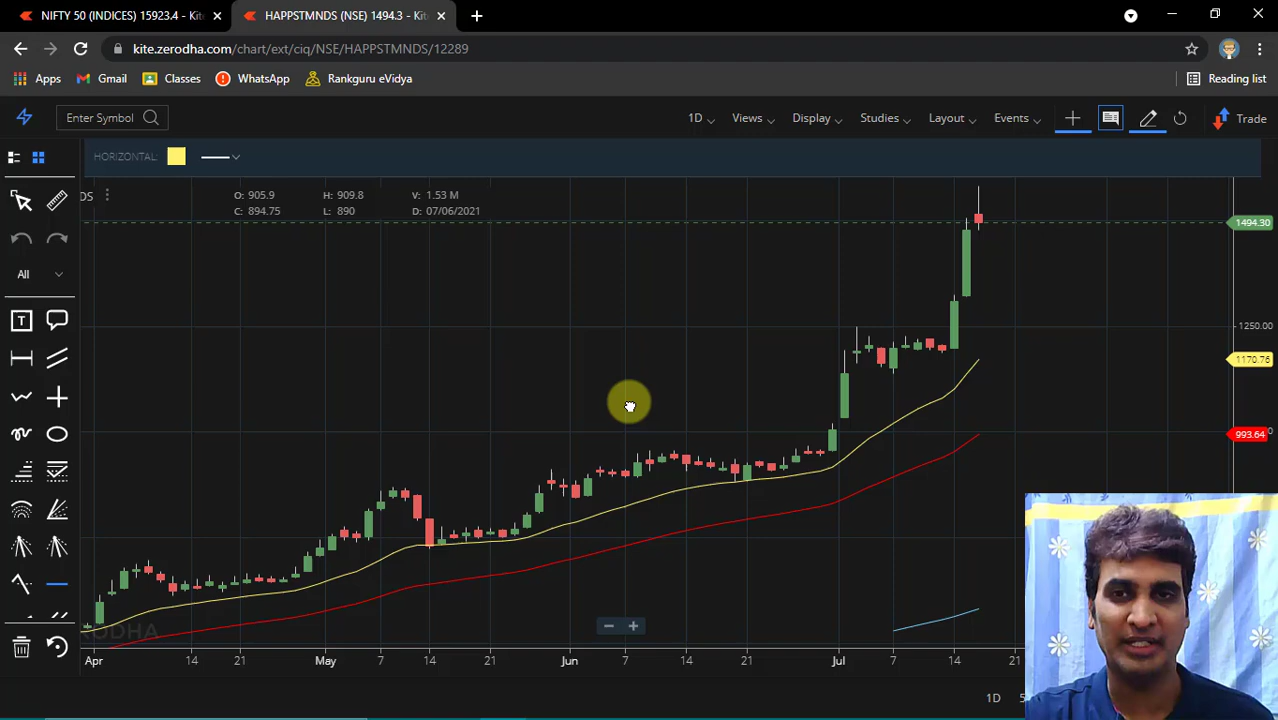 NIFTY 50 (INDICES) 15923.4 - Kit
HAPPSTMNDS (NSE) 1494.3 - Kit
kite.zerodha.com/chart/ext/ciq/NSE/HAPPSTMNDS/12289
Apps Gmail Classes WhatsApp Rankguru eVidya Reading list
Enter Symbol 1D Views Display Studies Layout Events Trade
HORIZONTAL:
DS O: 905.9 H: 909.8 V: 1.53 M
C: 894.75 L: 890 D: 07/06/2021
1494.30
All
T
1250.00
1170.76
993.64
RODHA
Apr 14 21 May 7 14 21 Jun 7 14 21 Jul 7 14 21
1D